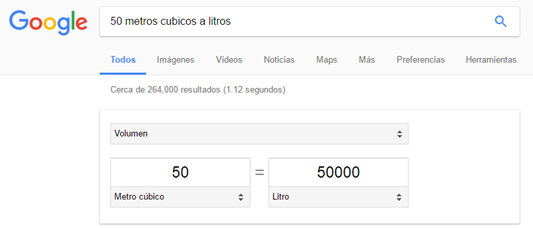 Google 50 metros cubicos a litros
Todos Imágenes Videos Noticias Maps Más Preferencias Herramientas
Cerca de 264,000 resultados (1.12 segundos)
Volumen
50 = 50000
Metro cúbico Litro